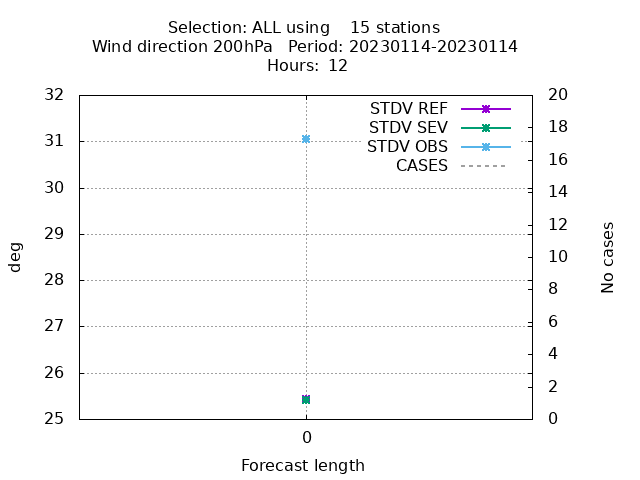 Selection: ALL using    15 stations
Wind direction 200hPa   Period: 20230114-20230114
Hours:  12
STDV REF
STDV SEV
STDV OBS
CASES
32
31
30
29
28
27
26
25
deg
20
18
16
14
12
10
8
6
4
2
0
No cases
0
Forecast length